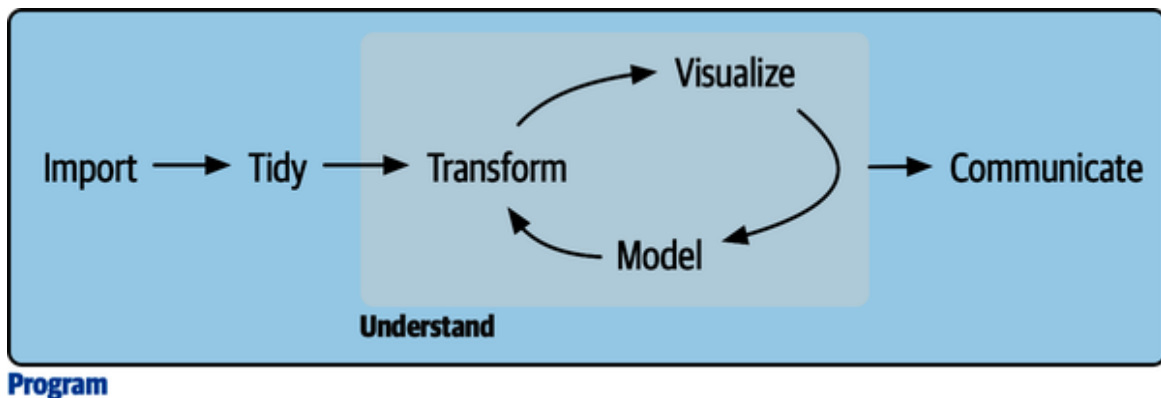 Visualize
Import Tidy Transform Communicate
Model
Understand
Program